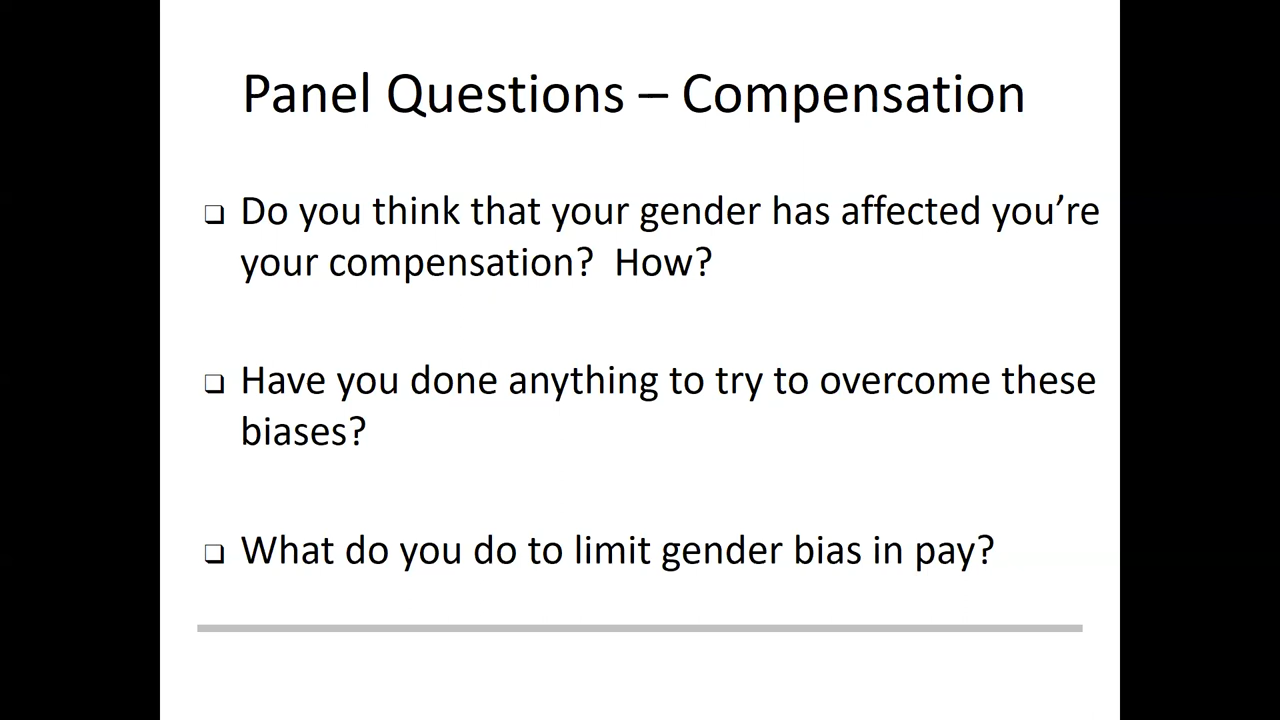 Panel Questions – Compensation
❑ Do you think that your gender has affected you’re
your compensation?  How?
❑ Have you done anything to try to overcome these
biases?
❑ What do you do to limit gender bias in pay?